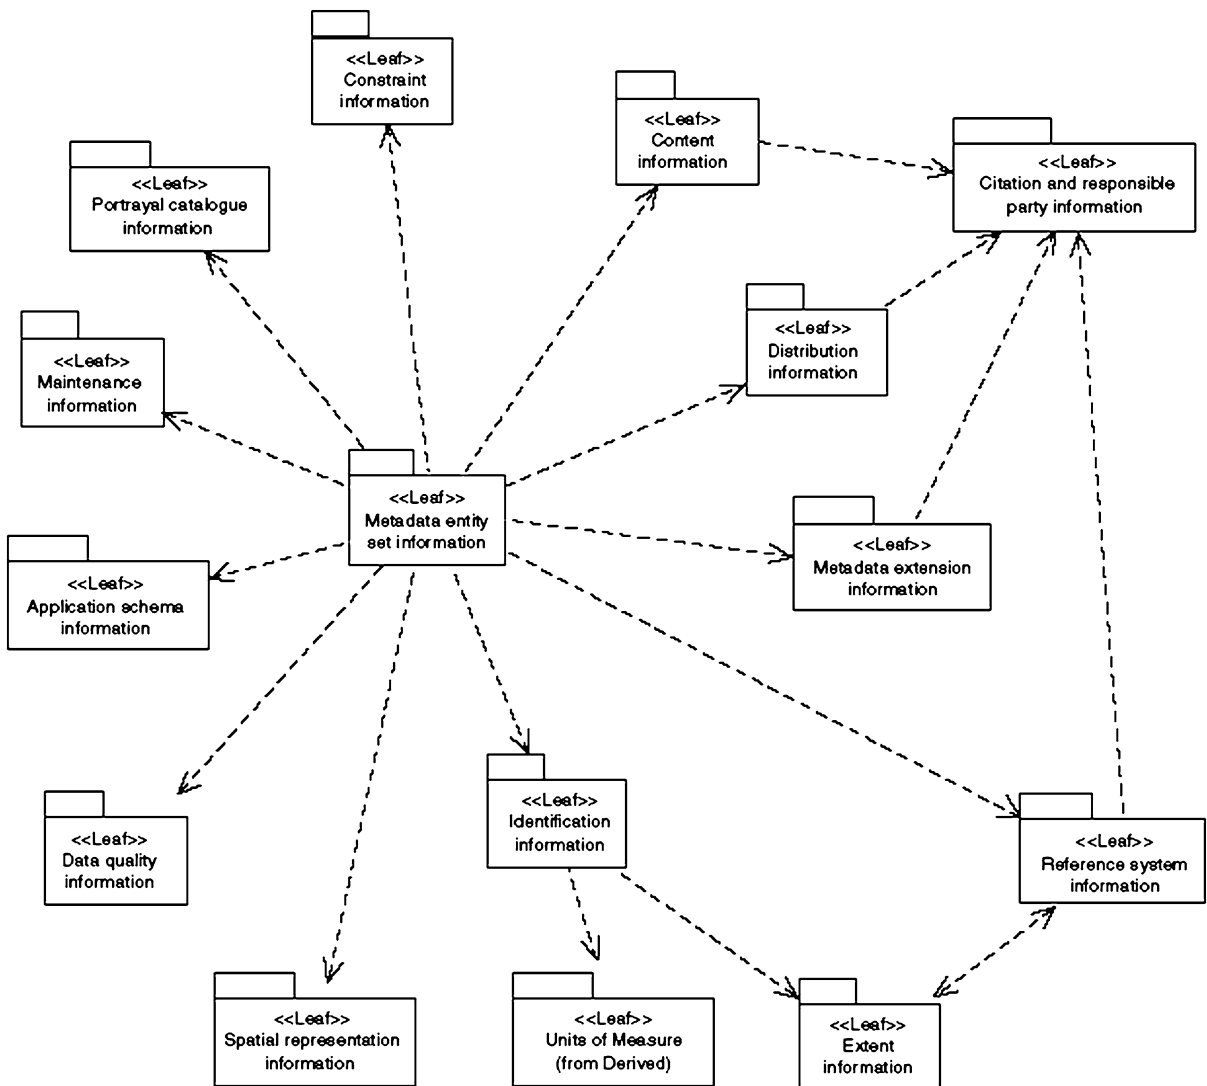 <<Leaf>>
Constraint
information
<<Leaf>>
Content
information
<<Leaf>>
Citation and responsible
party information
<<Leaf>>
Portrayal catalogue
information
<<Leaf>>
Distribution
information
<<Leaf>>
Maintenance
information
<<Leaf>>
Metadata entity
set information
<<Leaf>>
Metadata extension
information
<<Leaf>>
Application schema
information
<<Leaf>>
Identification
information
<<Leaf>>
Data quality
information
<<Leaf>>
Reference system
information
<<Leaf>>
Spatial representation
information
<<Leaf>>
Units of Measure
(from Derived)
<<Leaf>>
Extent
information